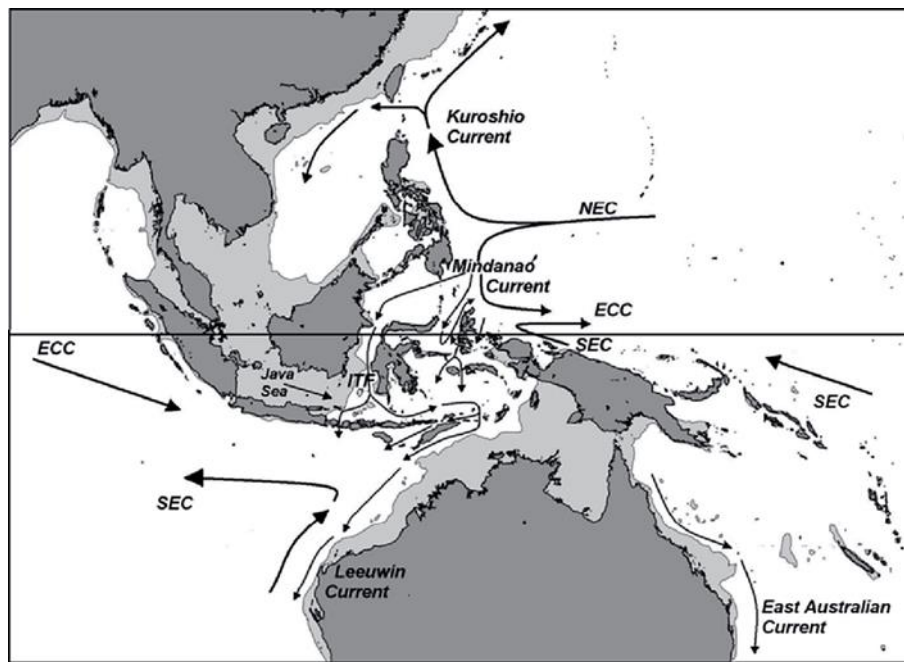 Kuroshio
Current
NEC
Mindanao
Current
ECC
SEC
ECC
Java
Sea
ITF
SEC
SEC
Leeuwin
Current
East Australian
Current